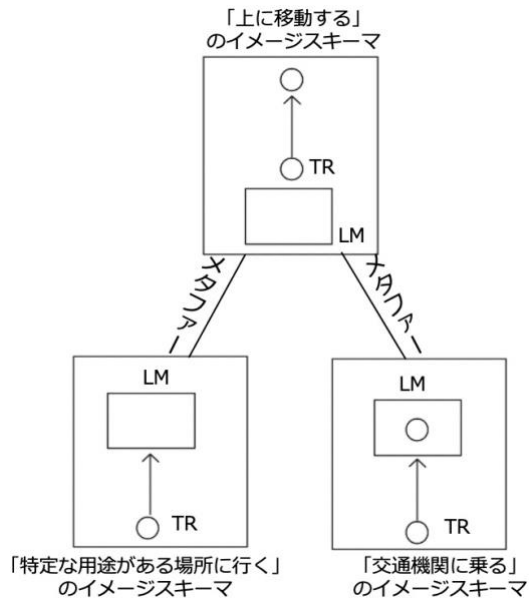 「上に移動する」
のイメージスキーマ
TR
LM
メタファー
メタファー
LM
TR
LM
TR
「特定な用途がある場所に行く」
のイメージスキーマ
「交通機関に乗る」
のイメージスキーマ